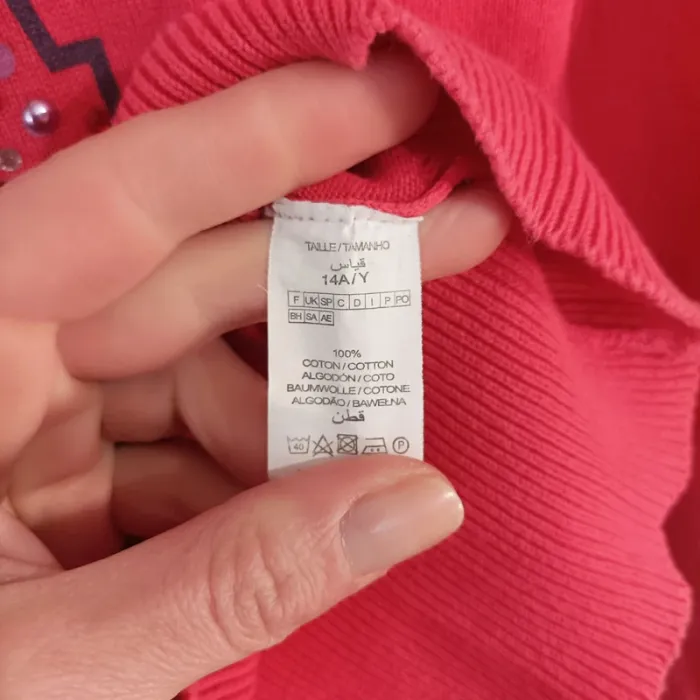 TAILLE/TAMANHO
قياس
14A/Y
F UK SP C D I P PO
BH SA AE
100%
COTON/COTTON
ALGODÓN/COTO
BAUMWOLLE/COTONE
ALGODÃO/BAWEŁNA
قطن
40 P